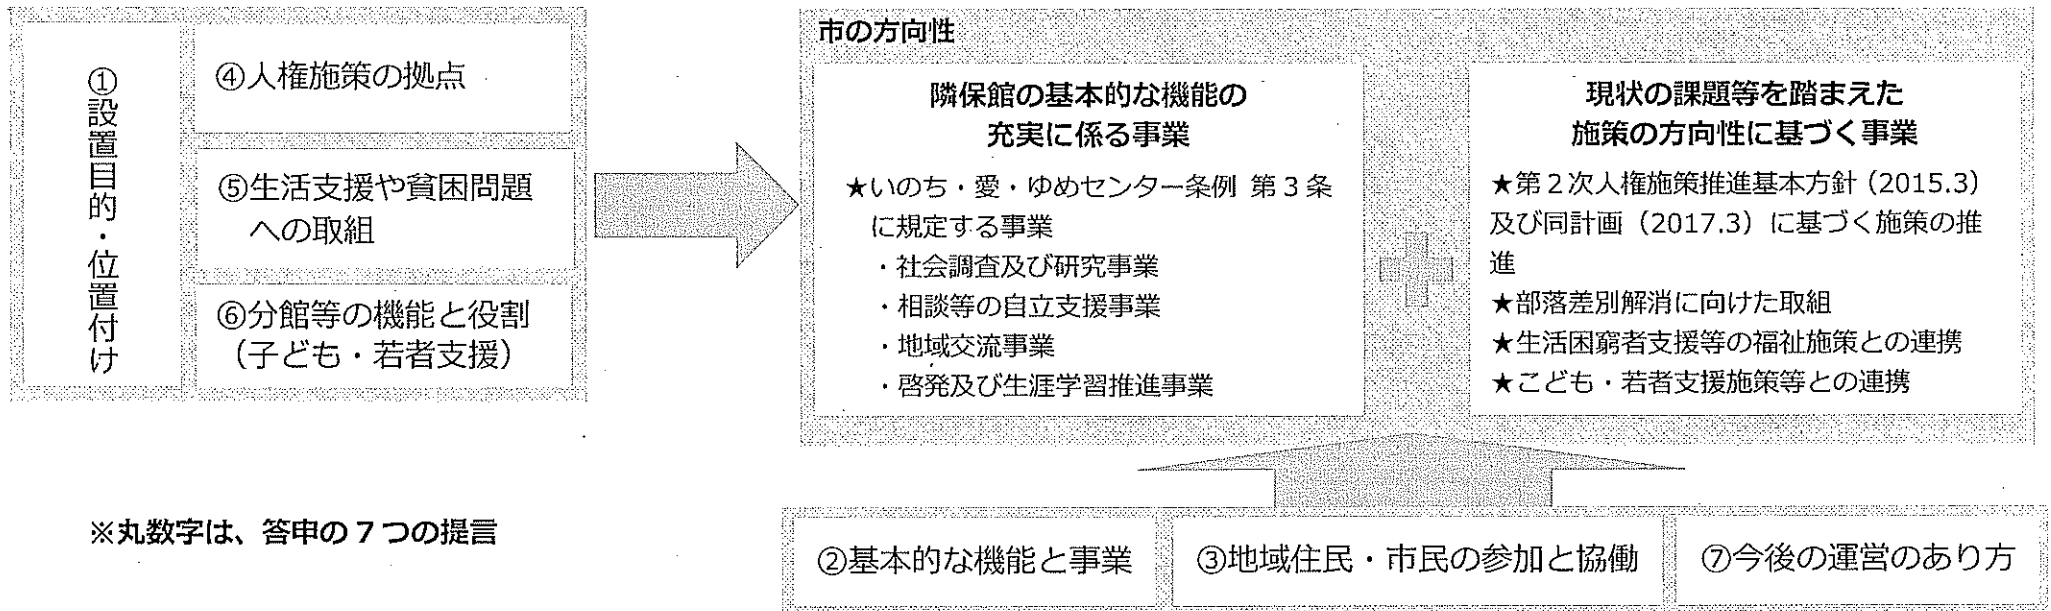 ①設置目的・位置付け
④人権施策の拠点
⑤生活支援や貧困問題
への取組
⑥分館等の機能と役割
（子ども・若者支援）
市の方向性
隣保館の基本的な機能の
充実に係る事業
★いのち・愛・ゆめセンター条例 第３条
に規定する事業
・社会調査及び研究事業
・相談等の自立支援事業
・地域交流事業
・啓発及び生涯学習推進事業
現状の課題等を踏まえた
施策の方向性に基づく事業
★第２次人権施策推進基本方針（2015.3）
及び同計画（2017.3）に基づく施策の推
進
★部落差別解消に向けた取組
★生活困窮者支援等の福祉施策との連携
★こども・若者支援施策等との連携
※丸数字は、答申の７つの提言
②基本的な機能と事業
③地域住民・市民の参加と協働
⑦今後の運営のあり方